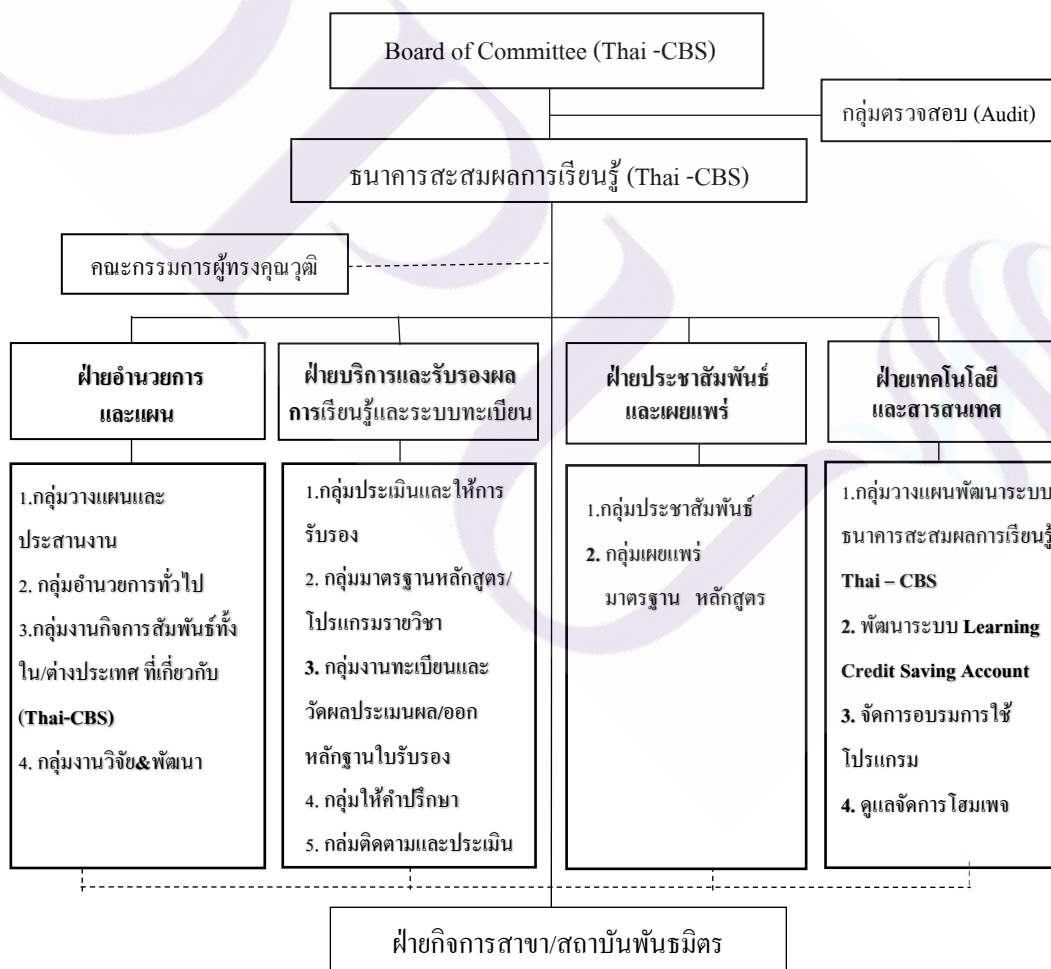 Board of Committee (Thai -CBS)
กลุ่มตรวจสอบ (Audit)
ธนาคารสะสมผลการเรียนรู้ (Thai -CBS)
คณะกรรมการผู้ทรงคุณวุฒิ
ฝ่ายอำนวยการ
และแผน
ฝ่ายบริการและรับรองผล
การเรียนรู้และระบบทะเบียน
ฝ่ายประชาสัมพันธ์
และเผยแพร่
ฝ่ายเทคโนโลยี
และสารสนเทศ
1.กลุ่มวางแผนและ
ประสานงาน
2. กลุ่มอำนวยการทั่วไป
3.กลุ่มงานกิจการสัมพันธ์ทั้ง
ใน/ต่างประเทศ ที่เกี่ยวกับ
(Thai-CBS)
4. กลุ่มงานวิจัย&พัฒนา
1.กลุ่มประเมินและให้การ
รับรอง
2. กลุ่มมาตรฐานหลักสูตร/
โปรแกรมรายวิชา
3. กลุ่มงานทะเบียนและ
วัดผลประเมนผล/ออก
หลักฐานใบรับรอง
4. กลุ่มให้คำปรึกษา
5. กล่มติดตามและประเมิน
1.กลุ่มประชาสัมพันธ์
2. กลุ่มเผยแพร่
มาตรฐาน หลักสูตร
1.กลุ่มวางแผนพัฒนาระบบ
ธนาคารสะสมผลการเรียนรู้
Thai – CBS
2. พัฒนาระบบ Learning
Credit Saving Account
3. จัดการอบรมการใช้
โปรแกรม
4. ดูแลจัดการโฮมเพจ
ฝ่ายกิจการสาขา/สถาบันพันธมิตร